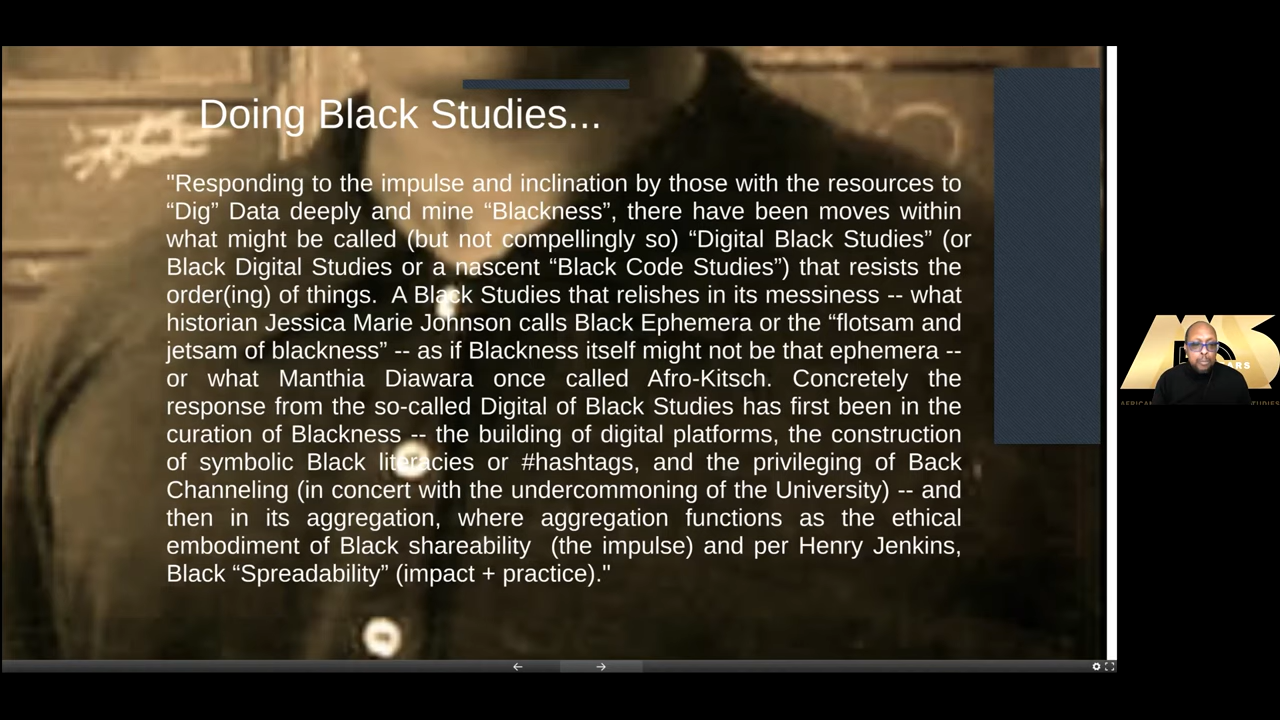 Doing Black Studies...
"Responding to the impulse and inclination by those with the resources to
“Dig” Data deeply and mine “Blackness”, there have been moves within
what might be called (but not compellingly so) “Digital Black Studies” (or
Black Digital Studies or a nascent “Black Code Studies”) that resists the
order(ing) of things.  A Black Studies that relishes in its messiness -- what
historian Jessica Marie Johnson calls Black Ephemera or the “flotsam and
jetsam of blackness” -- as if Blackness itself might not be that ephemera --
or what Manthia Diawara once called Afro-Kitsch. Concretely the
response from the so-called Digital of Black Studies has first been in the
curation of Blackness -- the building of digital platforms, the construction
of symbolic Black literacies or #hashtags, and the privileging of Back
Channeling (in concert with the undercommoning of the University) -- and
then in its aggregation, where aggregation functions as the ethical
embodiment of Black shareability  (the impulse) and per Henry Jenkins,
Black “Spreadability” (impact + practice)."